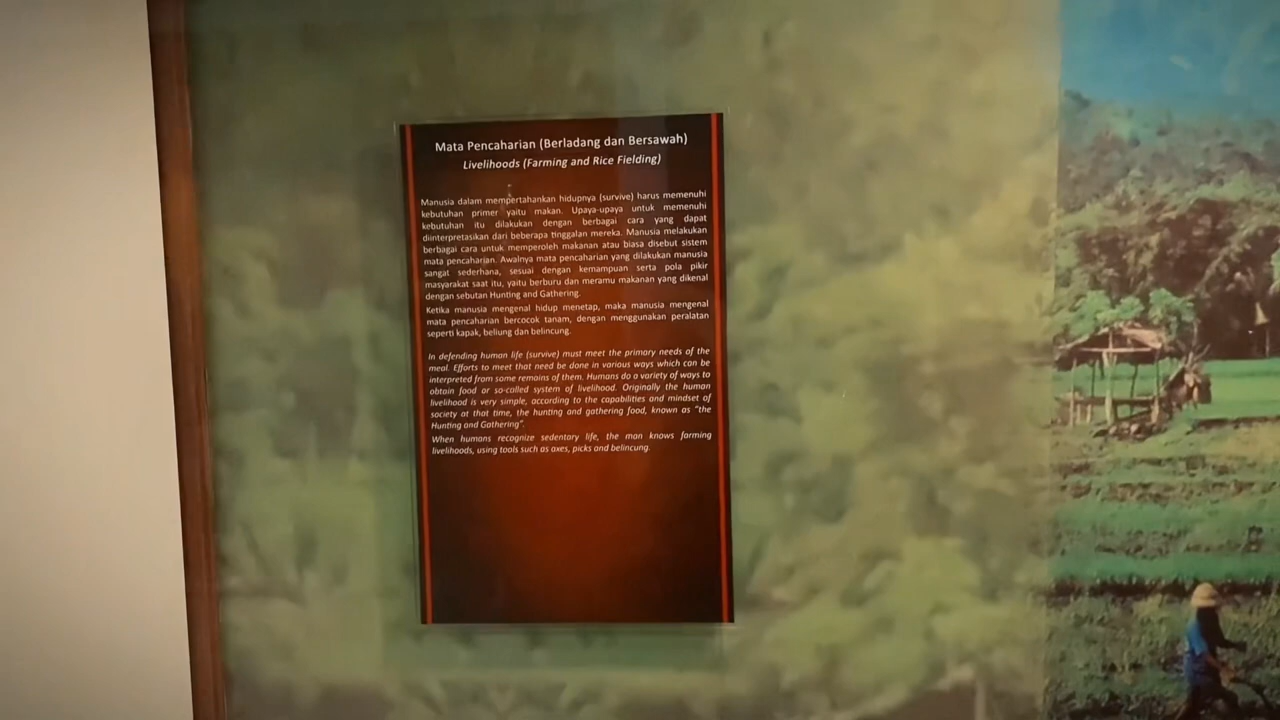 Mata Pencaharian (Berladang dan Bersawah)
Livelihoods (Farming and Rice Fielding)
Manusia dalam mempertahankan hidupnya (survive) harus memenuhi
kebutuhan primer yaitu makan. Upaya-upaya untuk memenuhi
kebutuhan itu dilakukan dengan berbagai cara yang dapat
diinterpretasikan dari beberapa tinggalan mereka. Manusia melakukan
berbagai cara untuk memperoleh makanan atau biasa disebut sistem
mata pencaharian. Awalnya mata pencaharian yang dilakukan manusia
sangat sederhana, sesuai dengan kemampuan serta pola pikir
masyarakat saat itu, yaitu berburu dan meramu makanan yang dikenal
dengan sebutan Hunting and Gathering.
Ketika manusia mengenal hidup menetap, maka manusia mengenal
mata pencaharian bercocok tanam, dengan menggunakan peralatan
seperti kapak, beliung dan belincung.
In defending human life (survive) must meet the primary needs of the
meal. Efforts to meet that need be done in various ways which can be
interpreted from some remains of them. Humans do a variety of ways to
obtain food or so-called system of livelihood. Originally the human
livelihood is very simple, according to the capabilities and mindset of
society at that time, the hunting and gathering food, known as "the
Hunting and Gathering".
When humans recognize sedentary life, the man knows farming
livelihoods, using tools such as axes, picks and belincung.